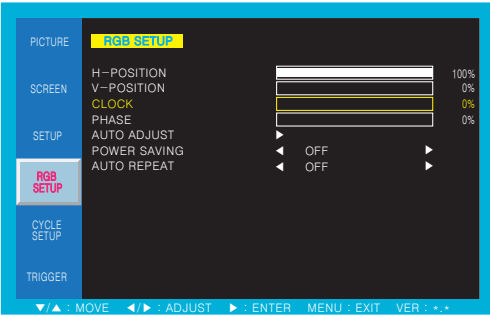 PICTURE
SCREEN
SETUP
RGB
SETUP
CYCLE
SETUP
TRIGGER
RGB SETUP
H-POSITION 100%
V-POSITION 0%
CLOCK 0%
PHASE 0%
AUTO ADJUST ▶
POWER SAVING ◀ OFF ▶
AUTO REPEAT ◀ OFF ▶
▼/▲ : MOVE ◀/▶ : ADJUST ▶ : ENTER MENU : EXIT VER : *.*